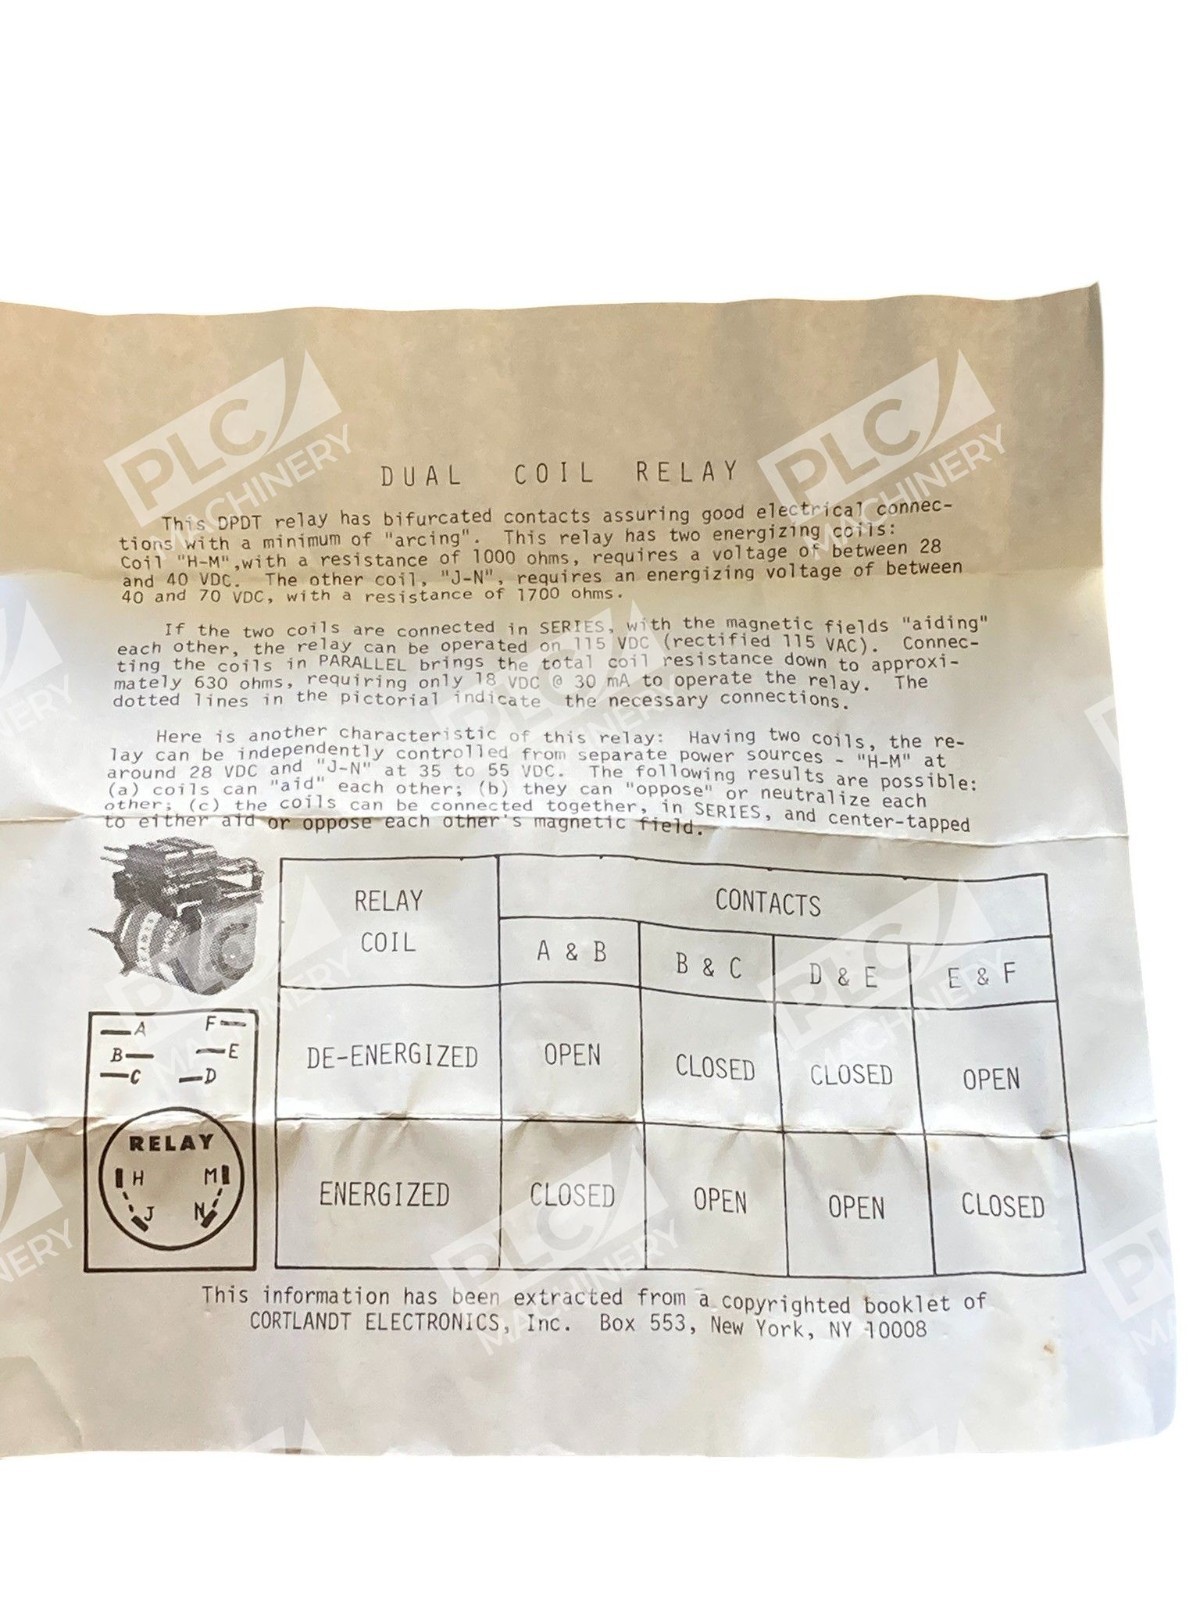 DUAL COIL RELAY
This DPDT relay has bifurcated contacts assuring good electrical connec-
tions with a minimum of "arcing". This relay has two energizing coils:
Coil "H-M",with a resistance of 1000 ohms, requires a voltage of between 28
and 40 VDC. The other coil, "J-N", requires an energizing voltage of between
40 and 70 VDC, with a resistance of 1700 ohms.
If the two coils are connected in SERIES, with the magnetic fields "aiding"
each other, the relay can be operated on 115 VDC (rectified 115 VAC). Connec-
ting the coils in PARALLEL brings the total coil resistance down to approxi-
mately 630 ohms, requiring only 18 VDC @ 30 mA to operate the relay. The
dotted lines in the pictorial indicate the necessary connections.
Here is another characteristic of this relay: Having two coils, the re-
lay can be independently controlled from separate power sources - "H-M" at
around 28 VDC and "J-N" at 35 to 55 VDC. The following results are possible:
(a) coils can "aid" each other; (b) they can "oppose" or neutralize each
other; (c) the coils can be connected together, in SERIES, and center-tapped
to either aid or oppose each other's magnetic field.
RELAY COIL CONTACTS
A & B B & C D & E E & F
DE-ENERGIZED OPEN CLOSED CLOSED OPEN
ENERGIZED CLOSED OPEN OPEN CLOSED
A F
B E
C D
RELAY
H M
J N
This information has been extracted from a copyrighted booklet of
CORTLANDT ELECTRONICS, Inc. Box 553, New York, NY 10008
PLC MACHINERY
PLC MACHINERY
PLC MACHINERY
PLC MACHINERY
PLC MACHINERY
PLC MACHINERY